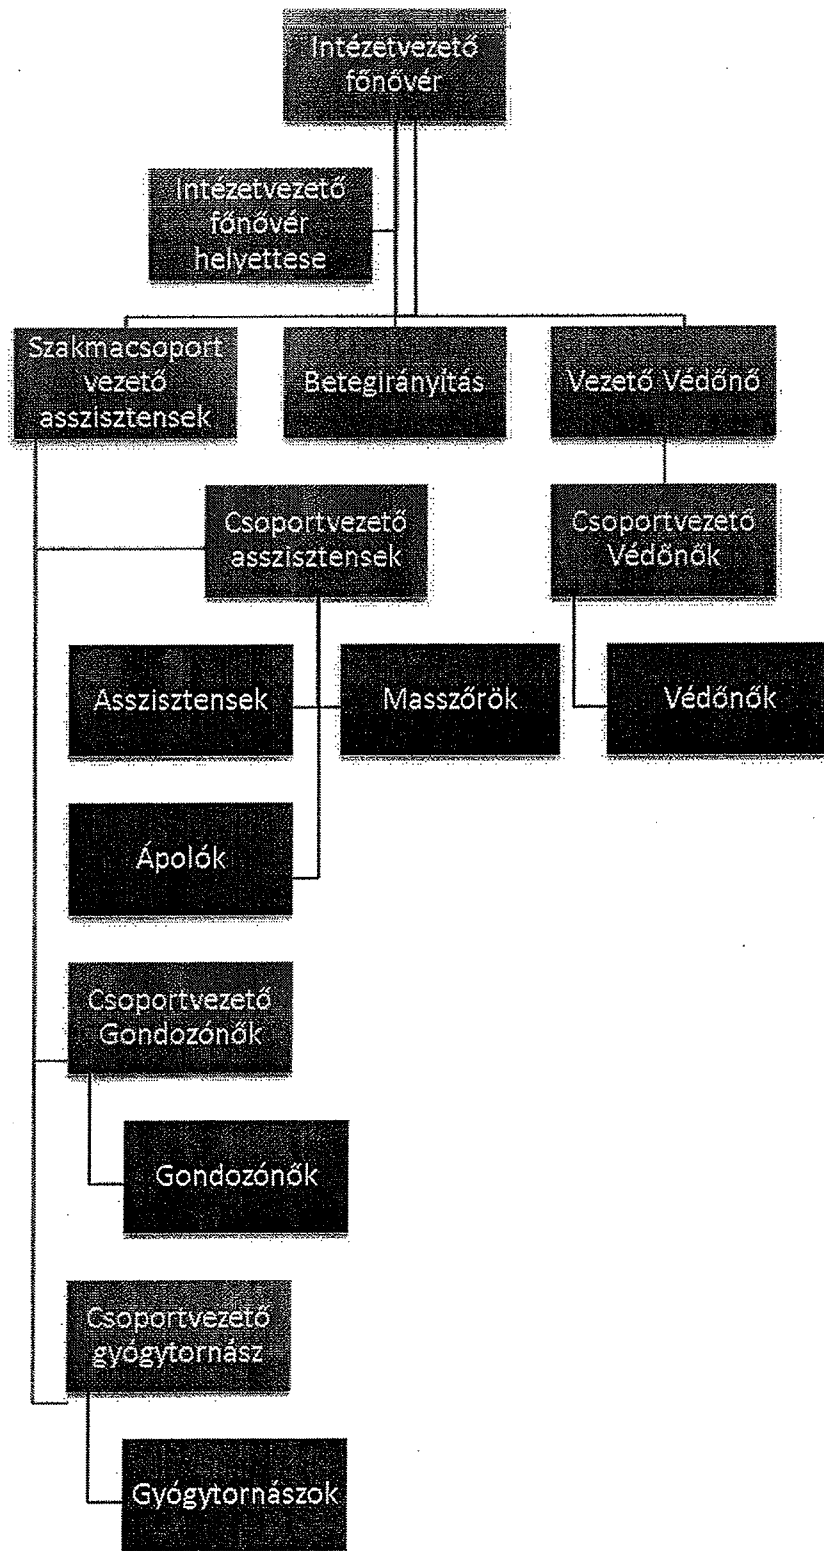 Intézetvezető
főnővér
Intézetvezető
főnővér
helyettese
Szakmacsoport
vezető
asszisztensek
Betegirányítás
Vezető Védőnő
Csoportvezető
asszisztensek
Csoportvezető
Védőnők
Asszisztensek
Masszőrök
Védőnők
Ápolók
Csoportvezető
Gondozónők
Gondozónők
Csoportvezető
gyógytornász
Gyógytornászok